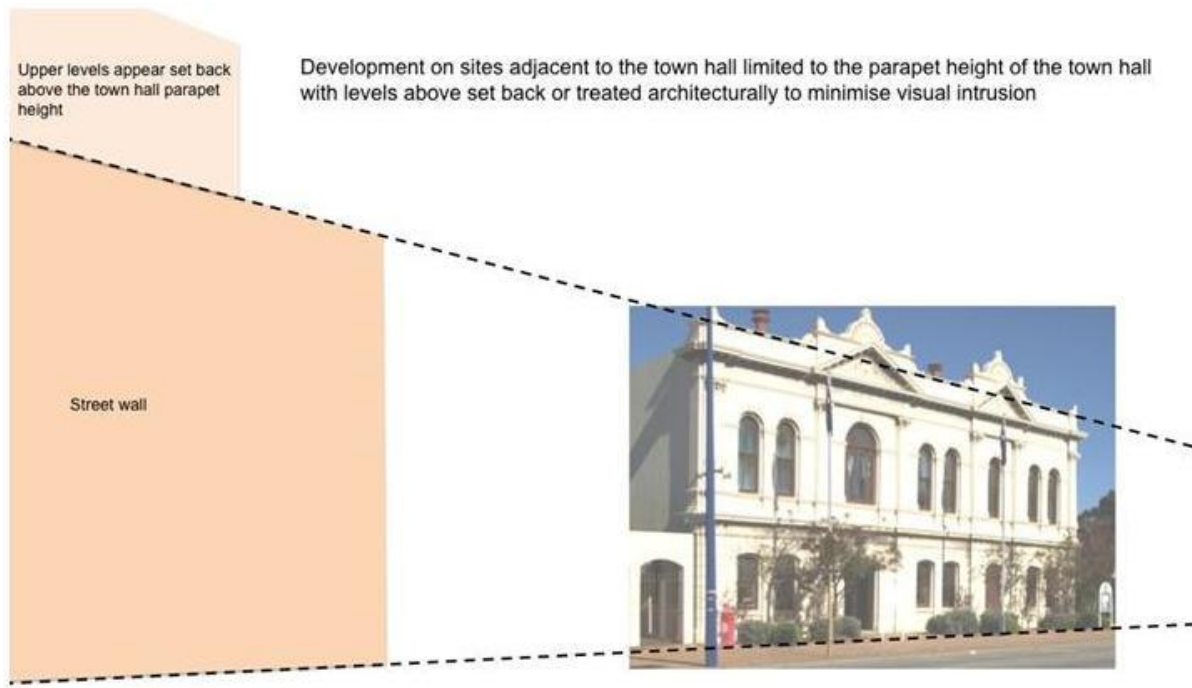 Upper levels appear set back
above the town hall parapet
height
Development on sites adjacent to the town hall limited to the parapet height of the town hall
with levels above set back or treated architecturally to minimise visual intrusion
Street wall